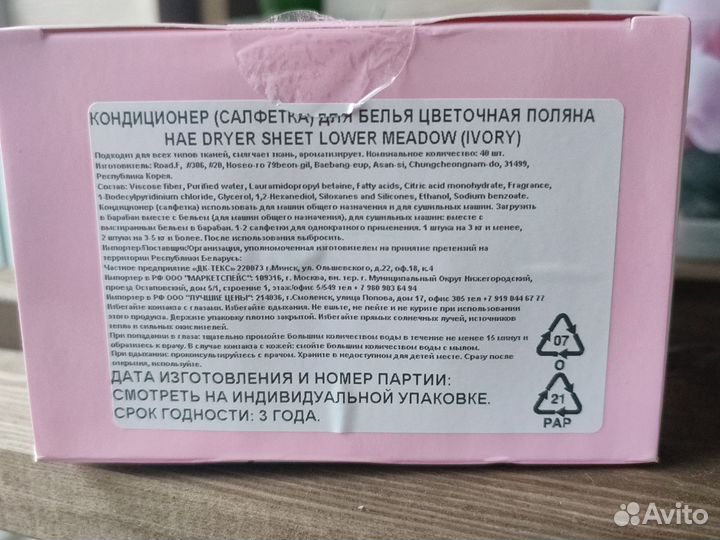 КОНДИЦИОНЕР (САЛФЕТКА) ДЛЯ БЕЛЬЯ ЦВЕТОЧНАЯ ПОЛЯНА
HAE DRYER SHEET LOWER MEADOW (IVORY)
Подходит для всех типов тканей, смягчает ткань, ароматизирует. Номинальное количество: 40 шт.
Изготовитель: Road.F, #306, #20, Hoseo-ro 79beon-gil, Baebang-eup, Asan-si, Chungcheongnam-do, 31499,
Республика Корея.
Состав: Viscose fiber, Purified water, Lauramidopropyl betaine, Fatty acids, Citric acid monohydrate, Fragrance,
1-Dodecylpyridinium chloride, Glycerol, 1,2-Hexanediol, Siloxanes and Silicones, Ethanol, Sodium benzoate.
Кондиционер (салфетка) использовать для машин общего назначения и для сушильных машин. Загрузить
в барабан вместе с бельем (для машин общего назначения), для сушильных машин: вместе с
выстиранным бельем в барабан. 1-2 салфетки для однократного применения. 1 штука на 3 кг и менее,
2 штуки на 3-5 кг и более. После использования выбросить.
Импортер/Поставщик/Организация, уполномоченная изготовителем на принятие претензий на
территории Республики Беларусь:
Частное предприятие «ДК-ТЕКС» 220073 г.Минск, ул. Ольшевского, д.22, оф.18, к.4
Импортер в РФ ООО "МАРКЕТСПЕЙС": 109316, г. Москва, вн. тер. г. Муниципальный Округ Нижегородский,
проезд Остаповский, дом 5/1, строение 1, этаж/офис 5/549 тел +7 980 903 64 94
Импортер в РФ ООО "ЛУЧШИЕ ЦЕНЫ": 214036, г.Смоленск, улица Попова, дом 17, офис 305 тел +7 919 044 67 77
Избегайте контакта с глазами. Избегайте вдыхания. Не ешьте, не пейте и не курите при использовании
этого продукта. Держите упаковку плотно закрытой. Избегайте прямых солнечных лучей, источников
тепла и сильных окислителей.
При попадании в глаза: тщательно промойте большим количеством воды в течение не менее 15 минут и
обратитесь к врачу. В случае контакта с кожей: смойте большим количеством воды с мылом.
При вдыхании: проконсультируйтесь с врачом. Храните в недоступном для детей месте. Сразу после
открытия, используйте.
ДАТА ИЗГОТОВЛЕНИЯ И НОМЕР ПАРТИИ:
СМОТРЕТЬ НА ИНДИВИДУАЛЬНОЙ УПАКОВКЕ.
СРОК ГОДНОСТИ: 3 ГОДА.
07
O
21
PAP
Avito